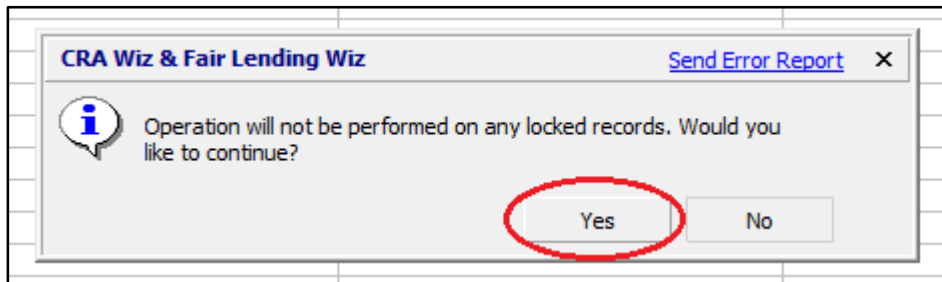 CRA Wiz & Fair Lending Wiz
Send Error Report
Operation will not be performed on any locked records. Would you
like to continue?
Yes
No